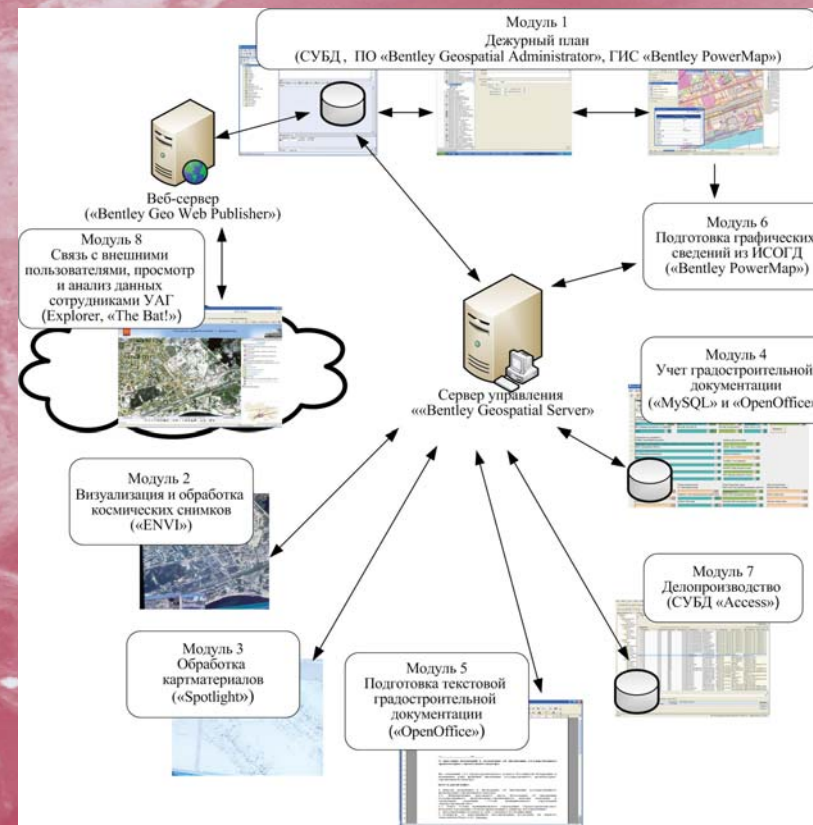 Модуль 1
Дежурный план
(СУБД, ПО «Bentley Geospatial Administrator», ГИС «Bentley PowerMap»)
Веб-сервер
(«Bentley Geo Web Publisher»)
Модуль 8
Связь с внешними
пользователями, просмотр
и анализ данных
сотрудниками УАГ
(Explorer, «The Bat!»)
Модуль 6
Подготовка графических
сведений из ИСОГД
(«Bentley PowerMap»)
Сервер управления
««Bentley Geospatial Server»
Модуль 4
Учет градостроительной
документации
(«MySQL» и «OpenOffice»
Модуль 2
Визуализация и обработка
космических снимков
(«ENVI»)
Модуль 7
Делопроизводство
(СУБД «Access»)
Модуль 3
Обработка
картматериалов
(«Spotlight»)
Модуль 5
Подготовка текстовой
градостроительной
документации
(«OpenOffice»)